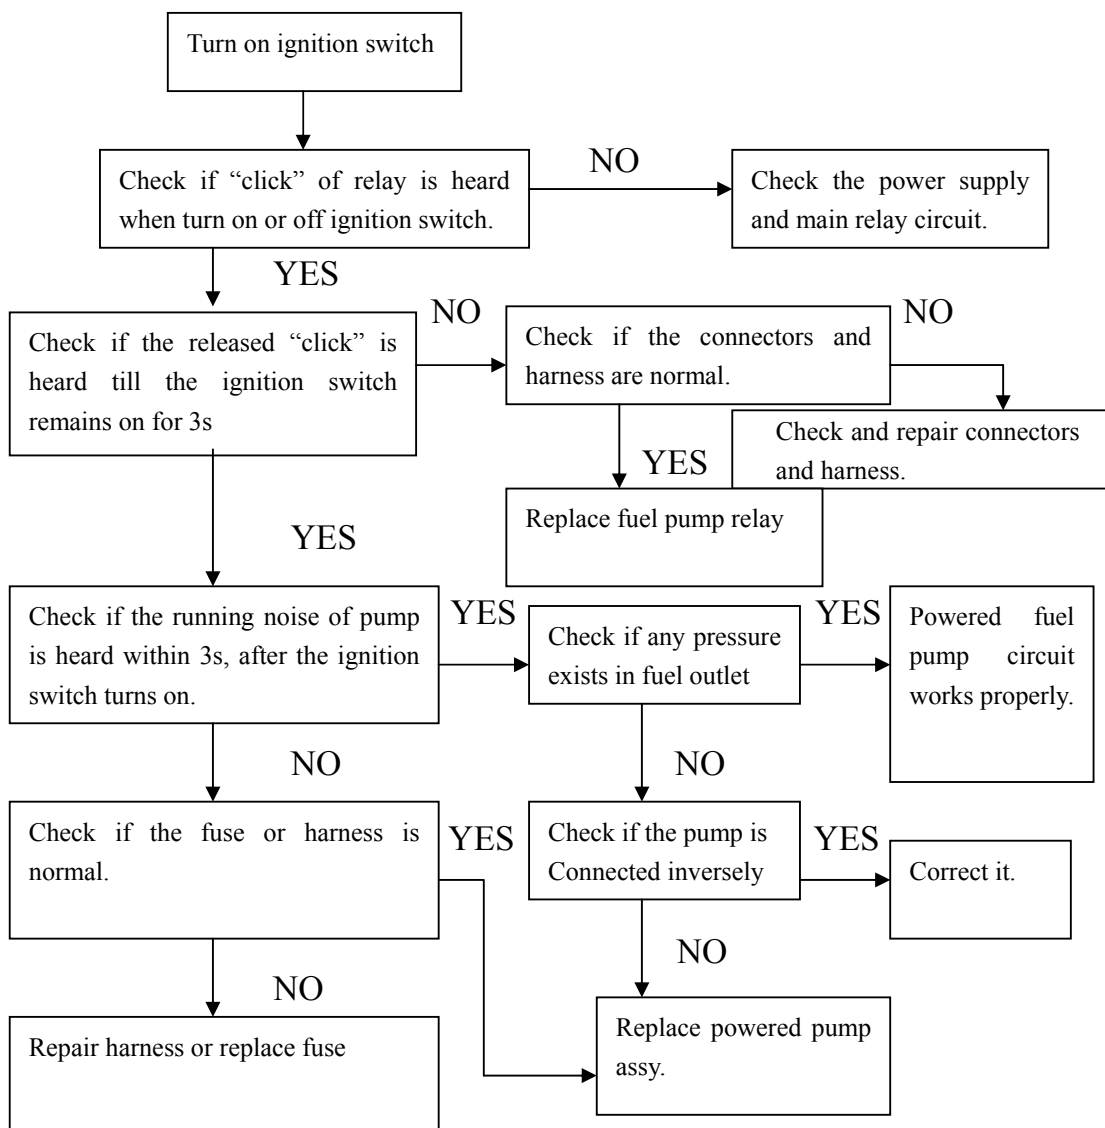 Turn on ignition switch
NO
Check if “click” of relay is heard
when turn on or off ignition switch.
Check the power supply
and main relay circuit.
YES
NO
NO
Check if the released “click” is
heard till the ignition switch
remains on for 3s
Check if the connectors and
harness are normal.
Check and repair connectors
and harness.
YES
Replace fuel pump relay
YES
Check if the running noise of pump
is heard within 3s, after the ignition
switch turns on.
YES
Check if any pressure
exists in fuel outlet
YES
Powered fuel
pump circuit
works properly.
NO
NO
Check if the fuse or harness is
normal.
YES
Check if the pump is
Connected inversely
YES
Correct it.
NO
NO
Repair harness or replace fuse
Replace powered pump
assy.